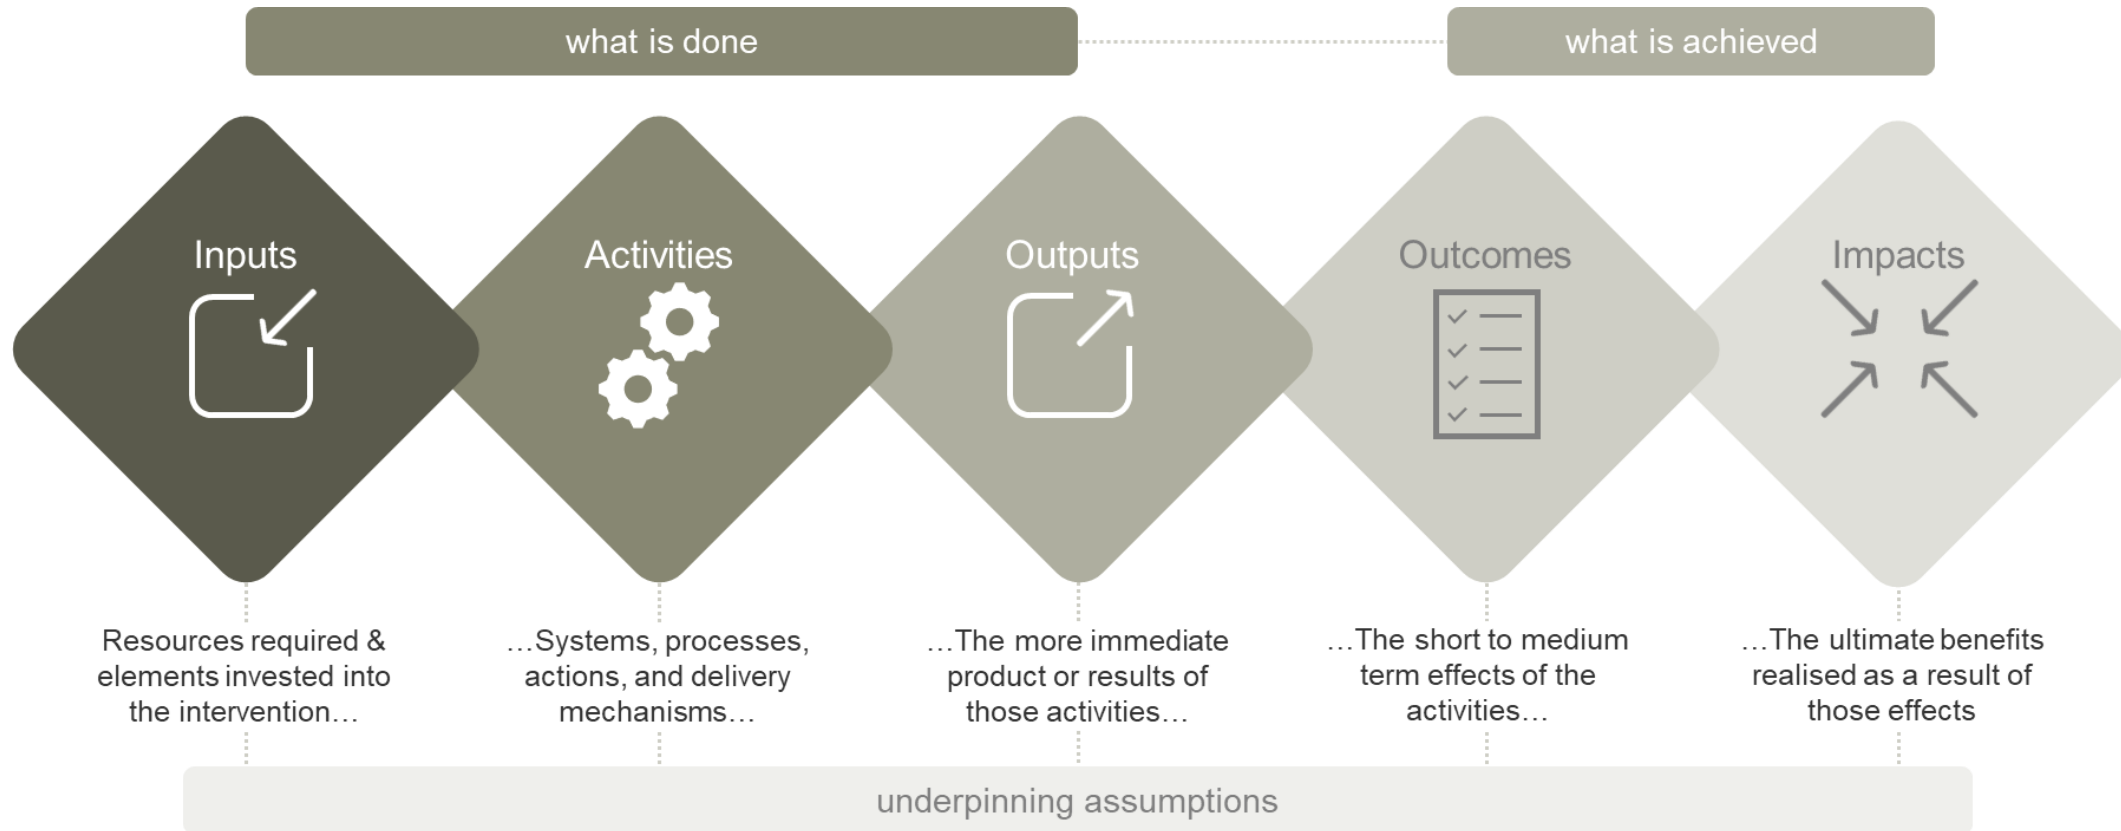 what is done
what is achieved
Inputs
Activities
Outputs
Outcomes
Impacts
Resources required &
elements invested into
the intervention…
…Systems, processes,
actions, and delivery
mechanisms…
…The more immediate
product or results of
those activities…
…The short to medium
term effects of the
activities…
…The ultimate benefits
realised as a result of
those effects
underpinning assumptions